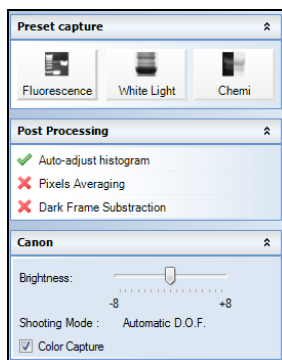 Preset capture
Fluorescence White Light Chemi
Post Processing
Auto-adjust histogram
Pixels Averaging
Dark Frame Substraction
Canon
Brightness:
-8 +8
Shooting Mode : Automatic D.O.F.
Color Capture